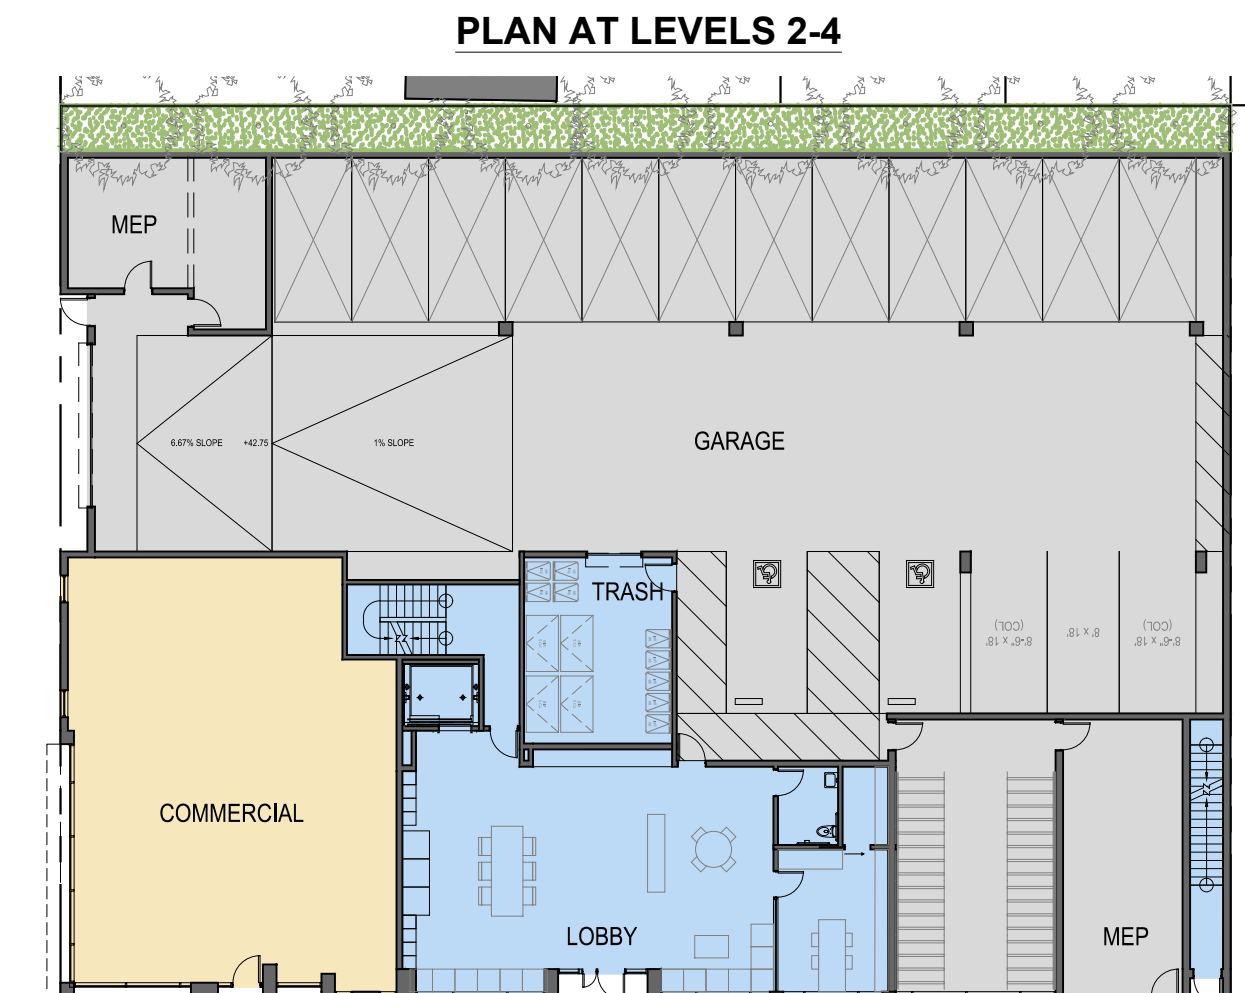 PLAN AT LEVELS 2-4
MEP
6.67% SLOPE
+42.75
1% SLOPE
GARAGE
TRASH
8'-6" x 18'
(COL)
8' x 18'
8'-6" x 18'
(COL)
COMMERCIAL
LOBBY
MEP